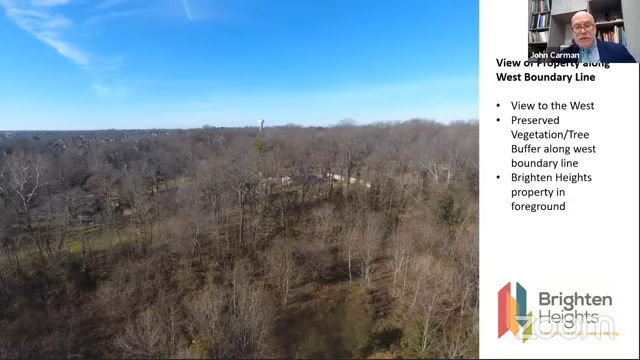 John Carman
View of Property along
West Boundary Line
• View to the West
• Preserved
Vegetation/Tree
Buffer along west
boundary line
• Brighten Heights
property in
foreground
Brighten
Heights
zoom